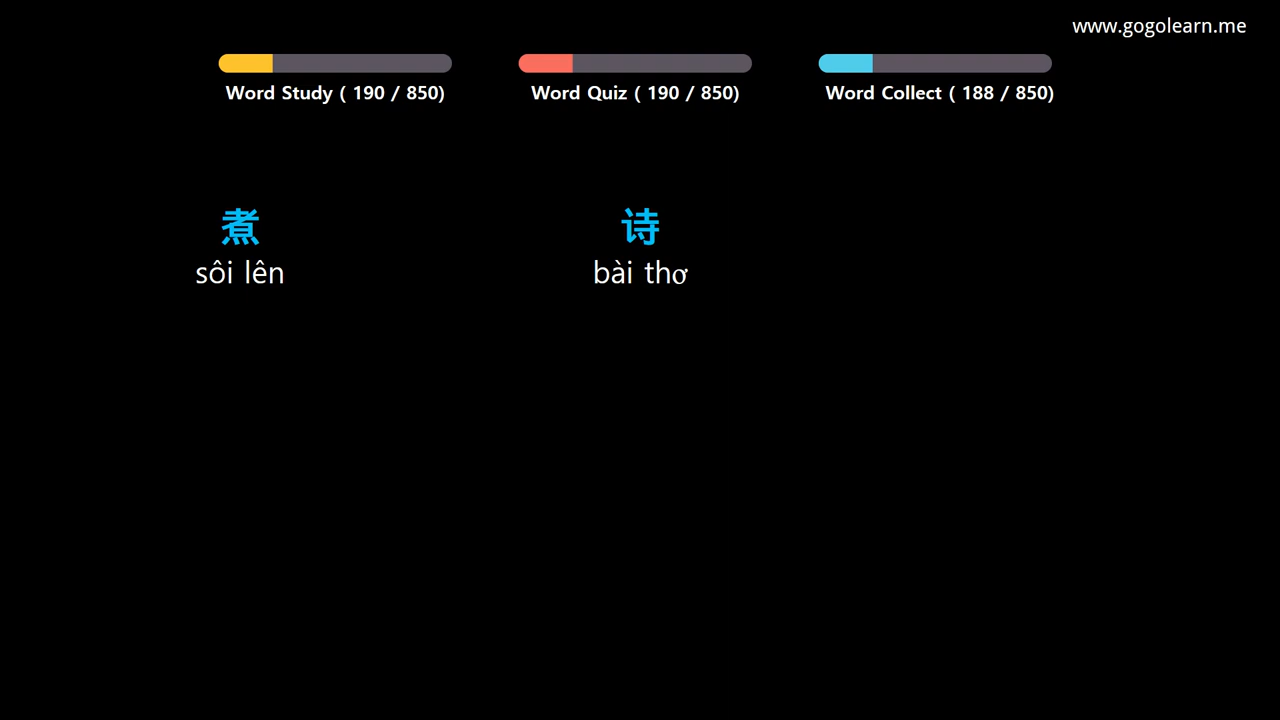 www.gogolearn.me
Word Study ( 190 / 850)
Word Quiz ( 190 / 850)
Word Collect ( 188 / 850)
煮
sôi lên
诗
bài thơ